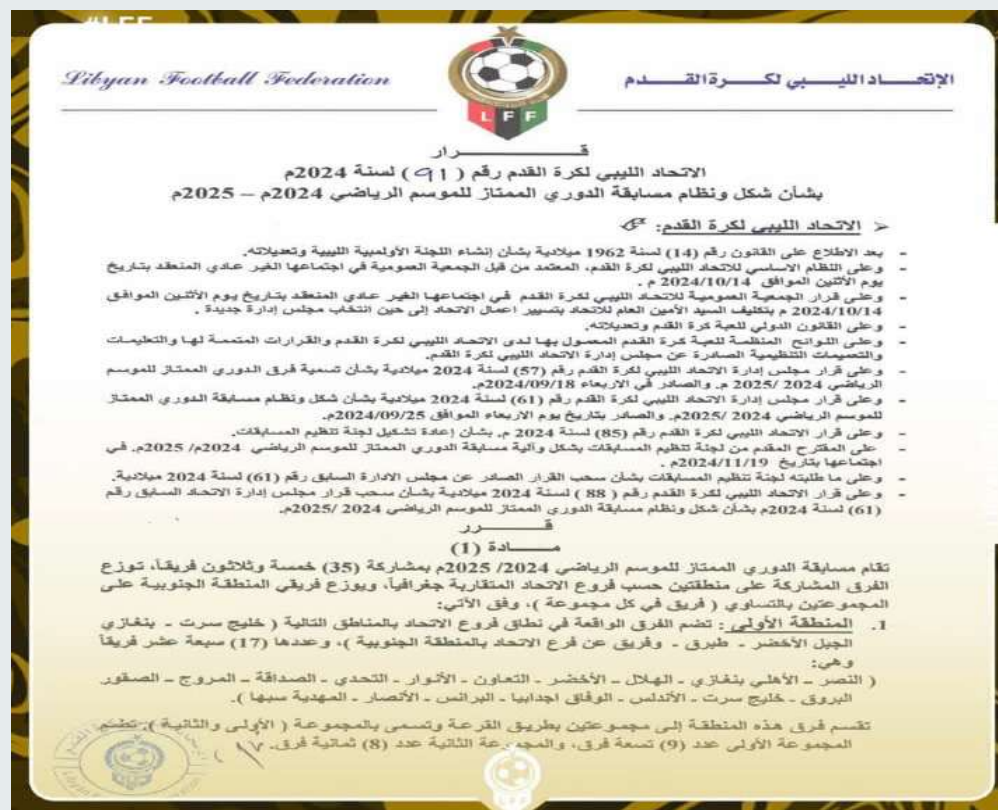 #LFF
Libyan Football Federation
الإتحـــاد الليـــبي لكـــرة القـــدم
LFF
قـــــــرار
الاتحاد الليبي لكرة القدم رقم (91) لسنة 2024م
بشأن شكل ونظام مسابقة الدوري الممتاز للموسم الرياضي 2024م – 2025م
الاتحاد الليبي لكرة القدم:
- بعد الاطلاع على القانون رقم (14) لسنة 1962 ميلادية بشأن إنشاء اللجنة الأولمبية الليبية وتعديلاته.
- وعلى النظام الاساسي للاتحاد الليبي لكرة القدم، المعتمد من قبل الجمعية العمومية في اجتماعها الغير عادي المنعقد بتاريخ
يوم الأثنين الموافق 2024/10/14 م .
- وعلى قرار الجمعية العمومية للاتحاد الليبي لكرة القدم في اجتماعها الغير عادي المنعقد بتاريخ يوم الأثنين الموافق
2024/10/14 م بتكليف السيد الأمين العام للاتحاد بتسيير اعمال الاتحاد إلى حين انتخاب مجلس إدارة جديدة .
- وعلى القانون الدولي للعبة كرة القدم وتعديلاته.
- وعلى اللوائح المنظمة للعبة كرة القدم المعمول بها لدى الاتحاد الليبي لكرة القدم والقرارات المتممة لها والتعليمات
والتعميمات التنظيمية الصادرة عن مجلس إدارة الاتحاد الليبي لكرة القدم.
- وعلى قرار مجلس إدارة الاتحاد الليبي لكرة القدم رقم (57) لسنة 2024 ميلادية بشأن تسمية فرق الدوري الممتاز للموسم
الرياضي 2024 /2025 م. والصادر في الاربعاء 2024/09/18م.
- وعلى قرار مجلس إدارة الاتحاد الليبي لكرة القدم رقم (61) لسنة 2024 ميلادية بشأن شكل ونظام مسابقة الدوري الممتاز
للموسم الرياضي 2024 /2025م. والصادر بتاريخ يوم الاربعاء الموافق 2024/09/25م.
- وعلى قرار الاتحاد الليبي لكرة القدم رقم (85) لسنة 2024 م. بشأن إعادة تشكيل لجنة تنظيم المسابقات.
- على المقترح المقدم من لجنة تنظيم المسابقات بشكل وآلية مسابقة الدوري الممتاز للموسم الرياضي 2024م/ 2025م. في
اجتماعها بتاريخ 2024/11/19م .
- وعلى ما طلبته لجنة تنظيم المسابقات بشأن سحب القرار الصادر عن مجلس الادارة السابق رقم (61) لسنة 2024 ميلادية.
- وعلى قرار الاتحاد الليبي لكرة القدم رقم ( 88 ) لسنة 2024 ميلادية بشأن سحب قرار مجلس إدارة الاتحاد السابق رقم
(61) لسنة 2024م بشأن شكل ونظام مسابقة الدوري الممتاز للموسم الرياضي 2024 /2025م.
قـــــــرر
مـــــادة (1)
تقام مسابقة الدوري الممتاز للموسم الرياضي 2024/ 2025م بمشاركة (35) خمسة وثلاثون فريقاً، توزع
الفرق المشاركة على منطقتين حسب فروع الاتحاد المتقاربة جغرافياً، ويوزع فريقي المنطقة الجنوبية على
المجموعتين بالتساوي ( فريق في كل مجموعة )، وفق الآتي:
1. المنطقة الأولى : تضم الفرق الواقعة في نطاق فروع الاتحاد بالمناطق التالية ( خليج سرت - بنغازي
الجبل الأخضر - طبرق - وفريق عن فرع الاتحاد بالمنطقة الجنوبية )، وعددها (17) سبعة عشر فريقاً
وهي:
( النصر – الأهلي بنغازي - الهلال - الأخضر - التعاون - الأنوار - التحدي - الصداقة – المروج – الصقور
البروق - خليج سرت - الأندلس - الوفاق اجدابيا - البرانس - الأنصار - المهدية سبها ).
تقسم فرق هذه المنطقة إلى مجموعتين بطريق القرعة وتسمى بالمجموعة ( الأولى والثانية ) تضم
المجموعة الأولى عدد (9) تسعة فرق، والمجموعة الثانية عدد (8) ثمانية فرق.
LFF